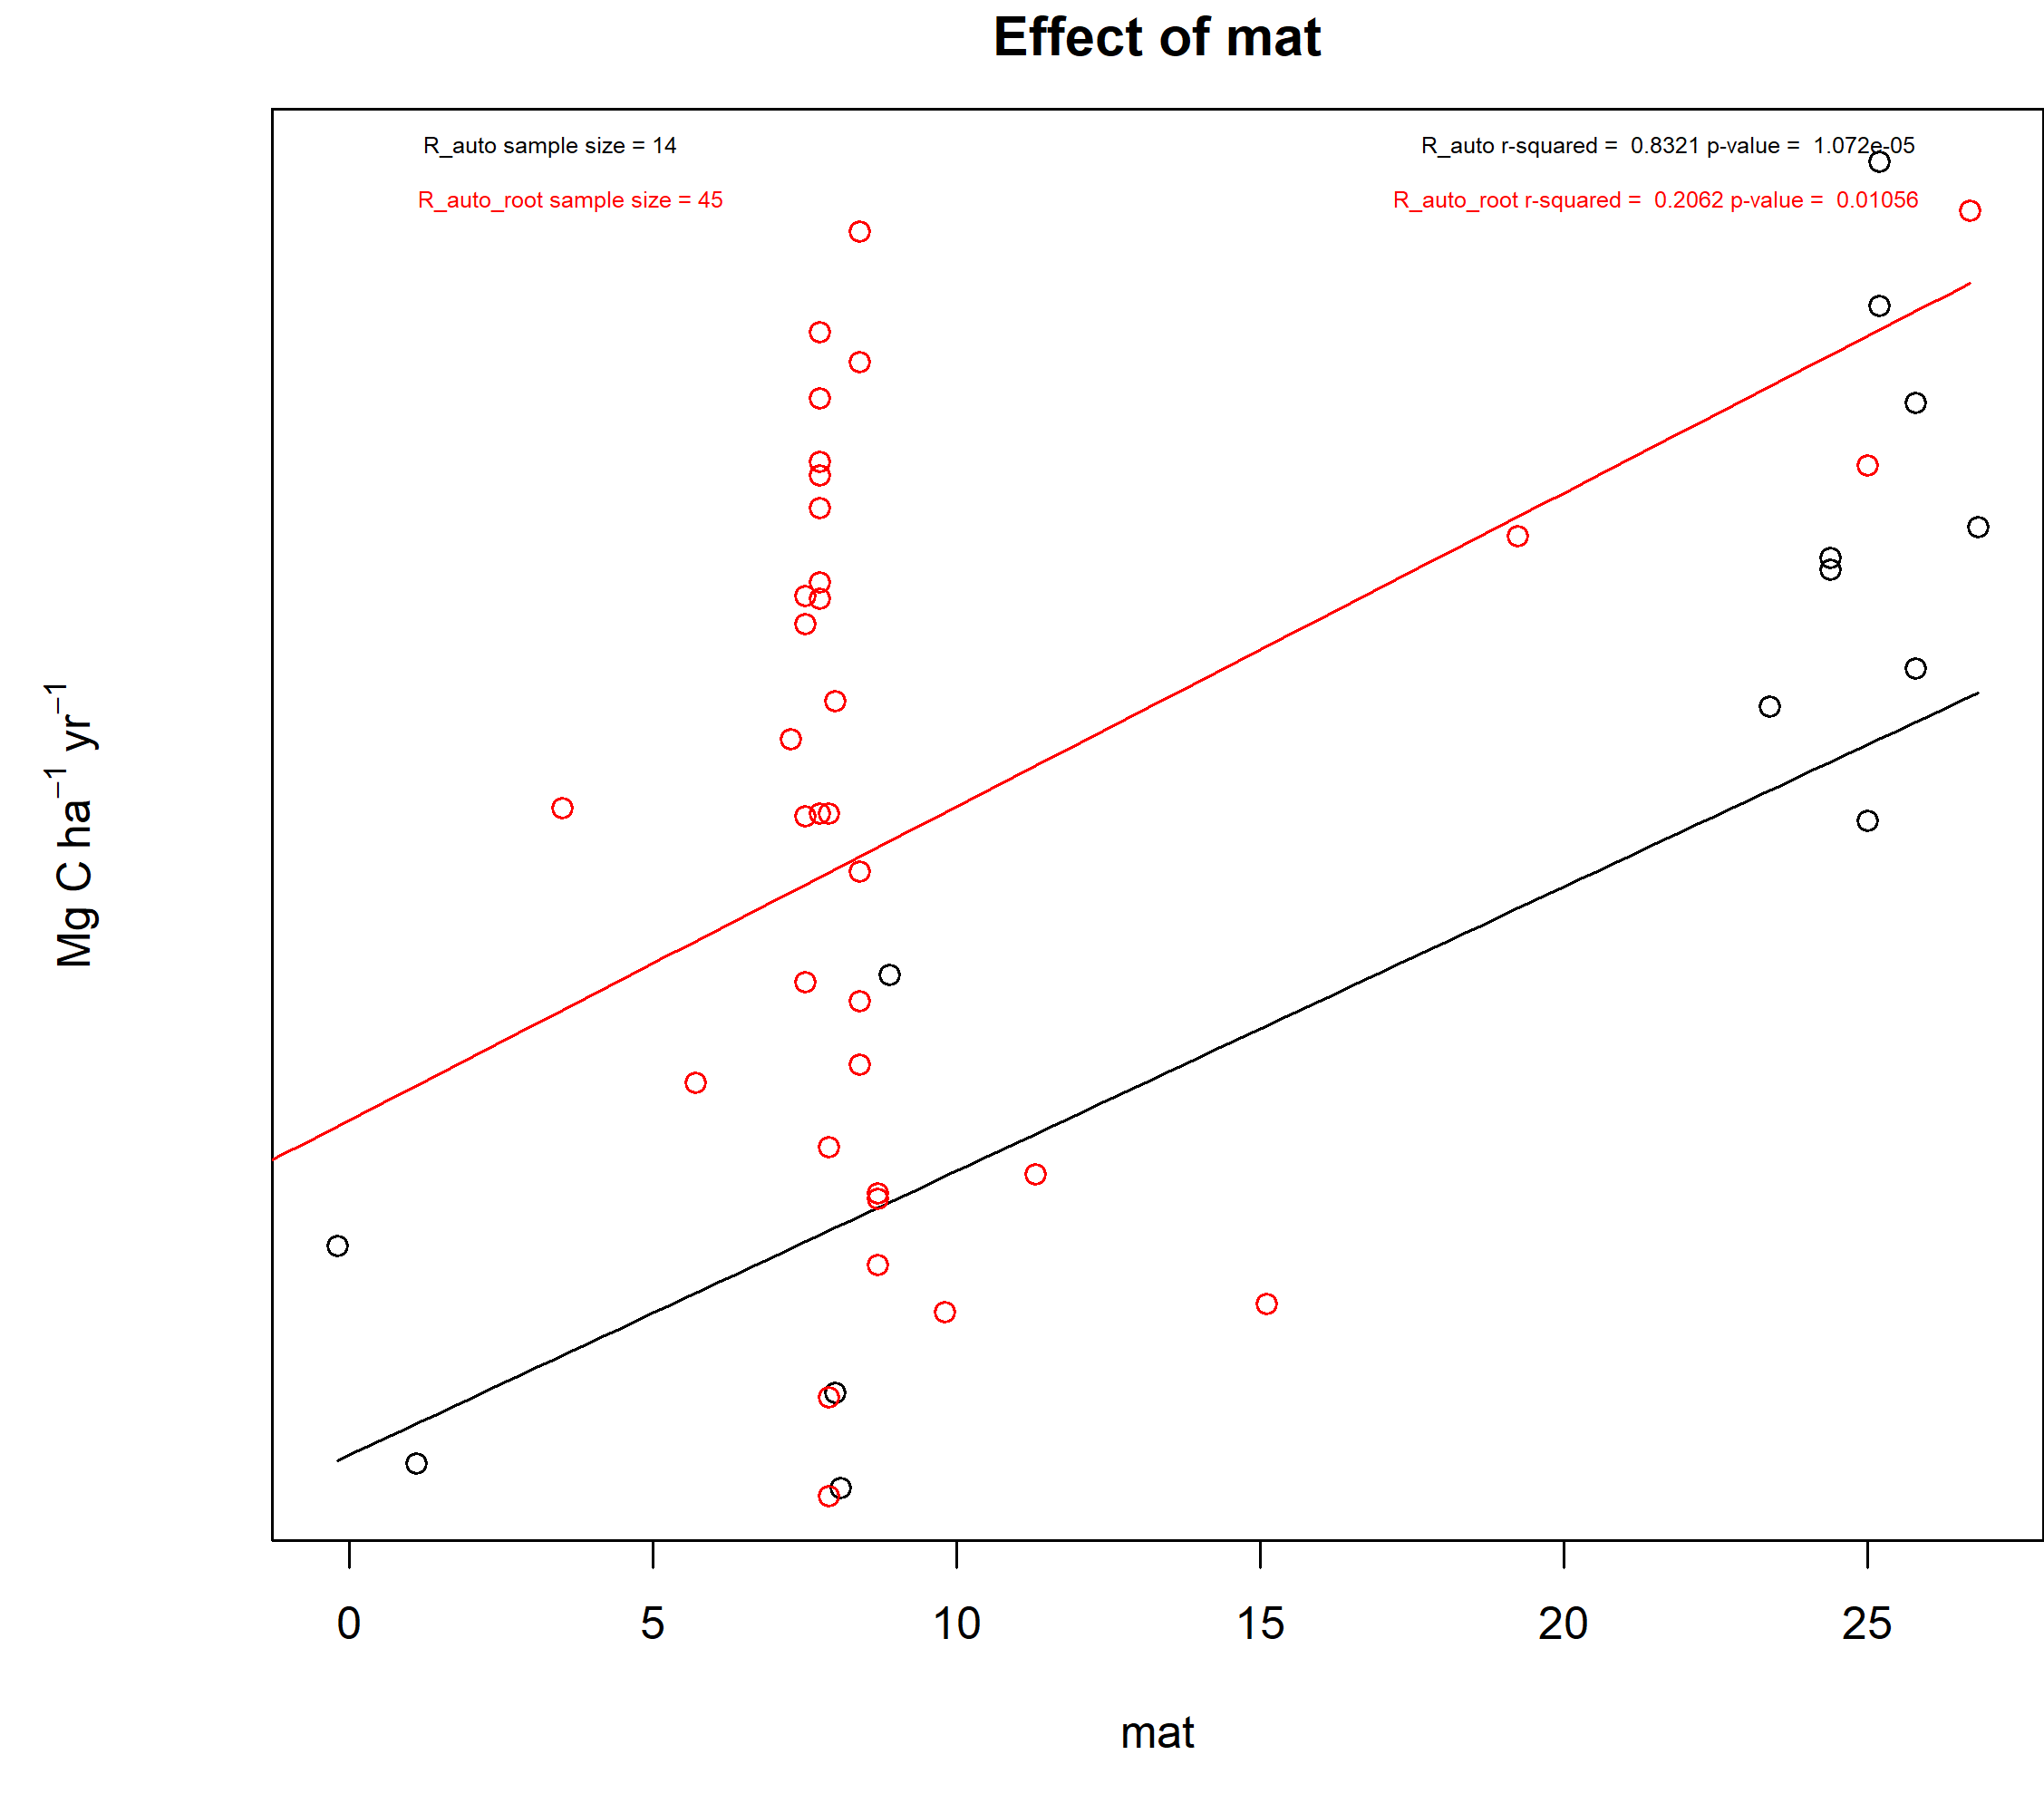 Effect of mat
R_auto sample size = 14
R_auto r-squared =  0.8321 p-value =  1.072e-05
R_auto_root sample size = 45
R_auto_root r-squared =  0.2062 p-value =  0.01056
Mg C ha⁻¹ yr⁻¹
0 5 10 15 20 25
mat